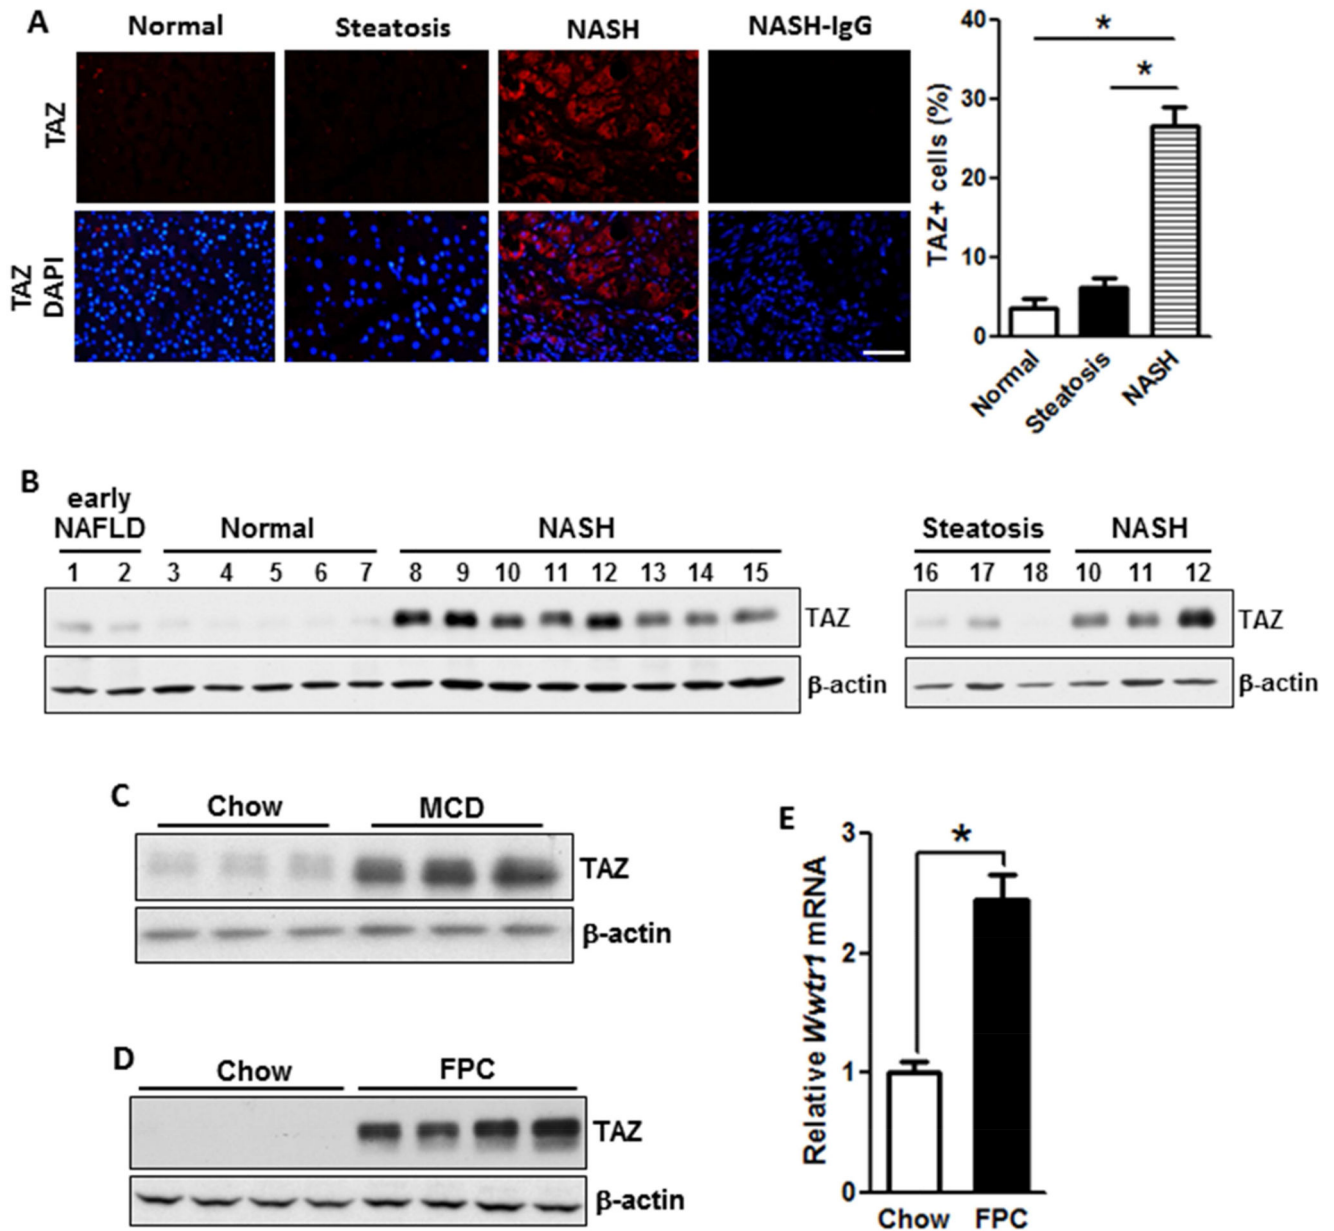 A
Normal Steatosis NASH NASH-IgG
TAZ
TAZ
DAPI
TAZ+ cells (%)
40
30
20
10
0
*
*
Normal Steatosis NASH
B
early
NAFLD Normal NASH
1 2 3 4 5 6 7 8 9 10 11 12 13 14 15
TAZ
β-actin
Steatosis NASH
16 17 18 10 11 12
TAZ
β-actin
C
Chow MCD
TAZ
β-actin
D
Chow FPC
TAZ
β-actin
E
Relative Wwtr1 mRNA
3
2
1
0
*
Chow FPC